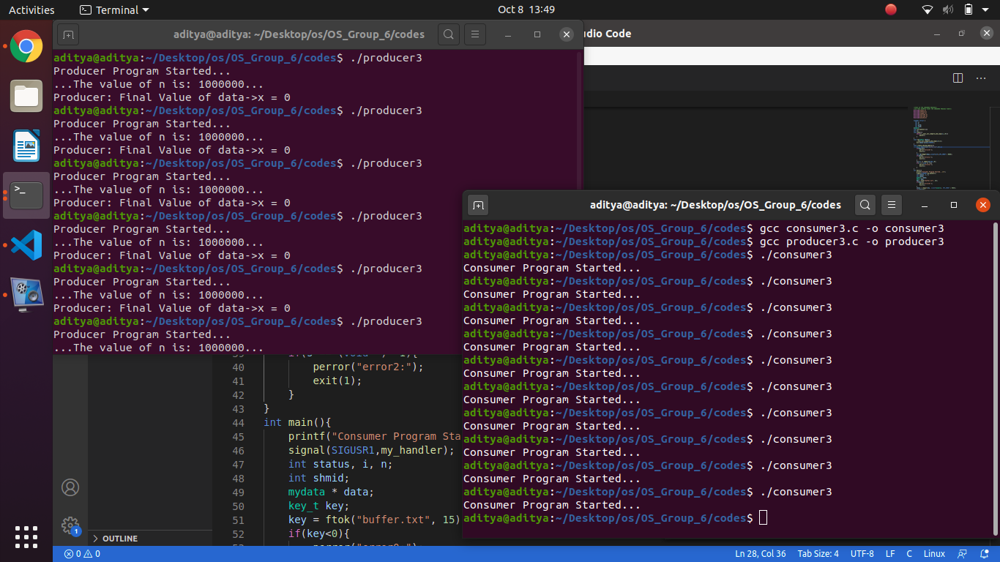 Activities
Terminal
Oct 8 13:49
aditya@aditya: ~/Desktop/os/OS_Group_6/codes
dio Code
aditya@aditya:~/Desktop/os/OS_Group_6/codes$ ./producer3
Producer Program Started...
...The value of n is: 1000000...
Producer: Final Value of data->x = 0
aditya@aditya:~/Desktop/os/OS_Group_6/codes$ ./producer3
Producer Program Started...
...The value of n is: 1000000...
Producer: Final Value of data->x = 0
aditya@aditya:~/Desktop/os/OS_Group_6/codes$ ./producer3
Producer Program Started...
...The value of n is: 1000000...
Producer: Final Value of data->x = 0
aditya@aditya:~/Desktop/os/OS_Group_6/codes$ ./producer3
Producer Program Started...
...The value of n is: 1000000...
Producer: Final Value of data->x = 0
aditya@aditya:~/Desktop/os/OS_Group_6/codes$ ./producer3
Producer Program Started...
...The value of n is: 1000000...
Producer: Final Value of data->x = 0
aditya@aditya:~/Desktop/os/OS_Group_6/codes$ ./producer3
Producer Program Started...
...The value of n is: 1000000...
aditya@aditya: ~/Desktop/os/OS_Group_6/codes
aditya@aditya:~/Desktop/os/OS_Group_6/codes$ gcc consumer3.c -o consumer3
aditya@aditya:~/Desktop/os/OS_Group_6/codes$ gcc producer3.c -o producer3
aditya@aditya:~/Desktop/os/OS_Group_6/codes$ ./consumer3
Consumer Program Started...
aditya@aditya:~/Desktop/os/OS_Group_6/codes$ ./consumer3
Consumer Program Started...
aditya@aditya:~/Desktop/os/OS_Group_6/codes$ ./consumer3
Consumer Program Started...
aditya@aditya:~/Desktop/os/OS_Group_6/codes$ ./consumer3
Consumer Program Started...
aditya@aditya:~/Desktop/os/OS_Group_6/codes$ ./consumer3
Consumer Program Started...
aditya@aditya:~/Desktop/os/OS_Group_6/codes$ ./consumer3
Consumer Program Started...
aditya@aditya:~/Desktop/os/OS_Group_6/codes$ ./consumer3
Consumer Program Started...
aditya@aditya:~/Desktop/os/OS_Group_6/codes$ ./consumer3
Consumer Program Started...
aditya@aditya:~/Desktop/os/OS_Group_6/codes$ ./consumer3
Consumer Program Started...
aditya@aditya:~/Desktop/os/OS_Group_6/codes$ ./consumer3
Consumer Program Started...
aditya@aditya:~/Desktop/os/OS_Group_6/codes$
40 perror("error2:");
41 exit(1);
42 }
43 }
44 int main(){
45 printf("Consumer Program Sta
46 signal(SIGUSR1,my_handler);
47 int status, i, n;
48 int shmid;
49 mydata * data;
50 key_t key;
51 key = ftok("buffer.txt", 15)
52 if(key<0){
1
OUTLINE
0 0
Ln 28, Col 36
Tab Size: 4
UTF-8
LF
C
Linux